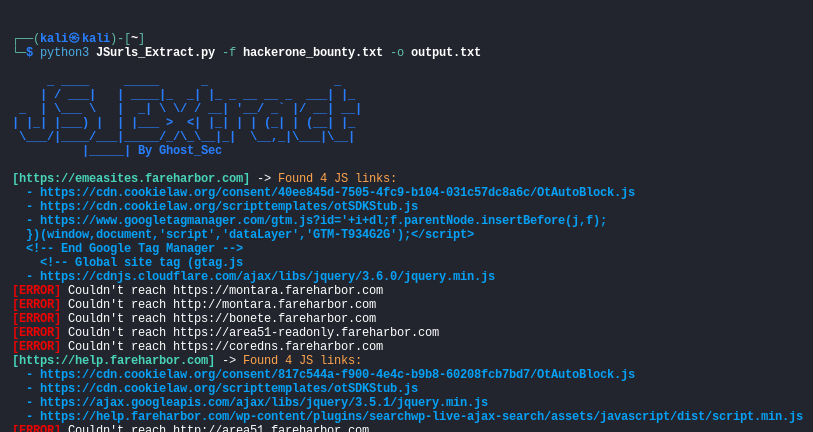 ┌──(kali㉿kali)-[~]
└─$ python3 JSurls_Extract.py -f hackerone_bounty.txt -o output.txt
JS_Extract
By Ghost_Sec
[https://emeasites.fareharbor.com] -> Found 4 JS links:
- https://cdn.cookielaw.org/consent/40ee845d-7505-4fc9-b104-031c57dc8a6c/OtAutoBlock.js
- https://cdn.cookielaw.org/scripttemplates/otSDKStub.js
- https://www.googletagmanager.com/gtm.js?id='+i+dl;f.parentNode.insertBefore(j,f);
})(window,document,'script','dataLayer','GTM-T934G2G');</script>
<!-- End Google Tag Manager -->
<!-- Global site tag (gtag.js
- https://cdnjs.cloudflare.com/ajax/libs/jquery/3.6.0/jquery.min.js
[ERROR] Couldn't reach https://montara.fareharbor.com
[ERROR] Couldn't reach http://montara.fareharbor.com
[ERROR] Couldn't reach https://bonete.fareharbor.com
[ERROR] Couldn't reach https://area51-readonly.fareharbor.com
[ERROR] Couldn't reach https://coredns.fareharbor.com
[https://help.fareharbor.com] -> Found 4 JS links:
- https://cdn.cookielaw.org/consent/817c544a-f900-4e4c-b9b8-60208fcb7bd7/OtAutoBlock.js
- https://cdn.cookielaw.org/scripttemplates/otSDKStub.js
- https://ajax.googleapis.com/ajax/libs/jquery/3.5.1/jquery.min.js
- https://help.fareharbor.com/wp-content/plugins/searchwp-live-ajax-search/assets/javascript/dist/script.min.js
[ERROR] Couldn't reach http://area51.fareharbor.com